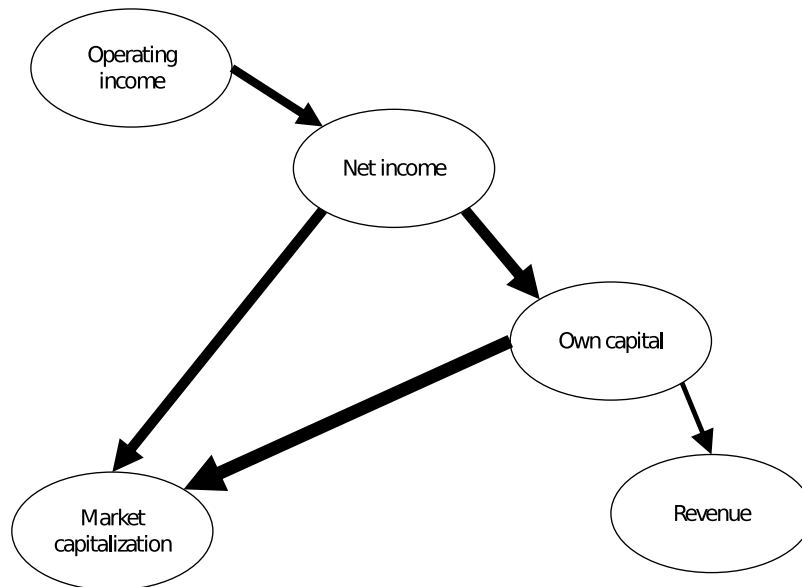 Operating
income
Net income
Own capital
Market
capitalization
Revenue